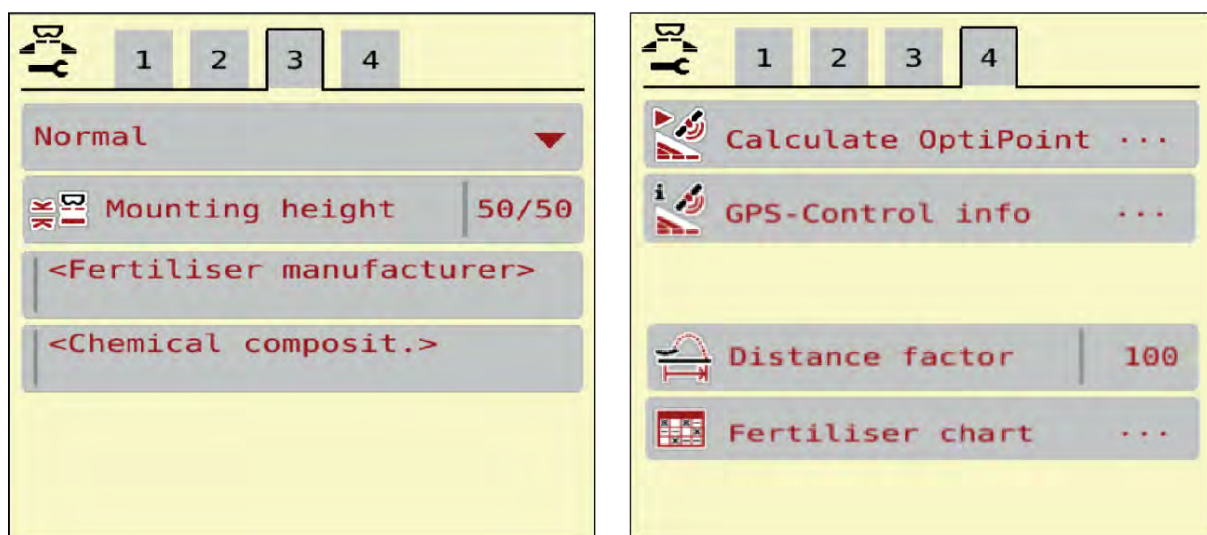 1 2 3 4
Normal
Mounting height 50/50
<Fertiliser manufacturer>
<Chemical composit.>
1 2 3 4
Calculate OptiPoint ...
i GPS-Control info ...
Distance factor 100
Fertiliser chart ...